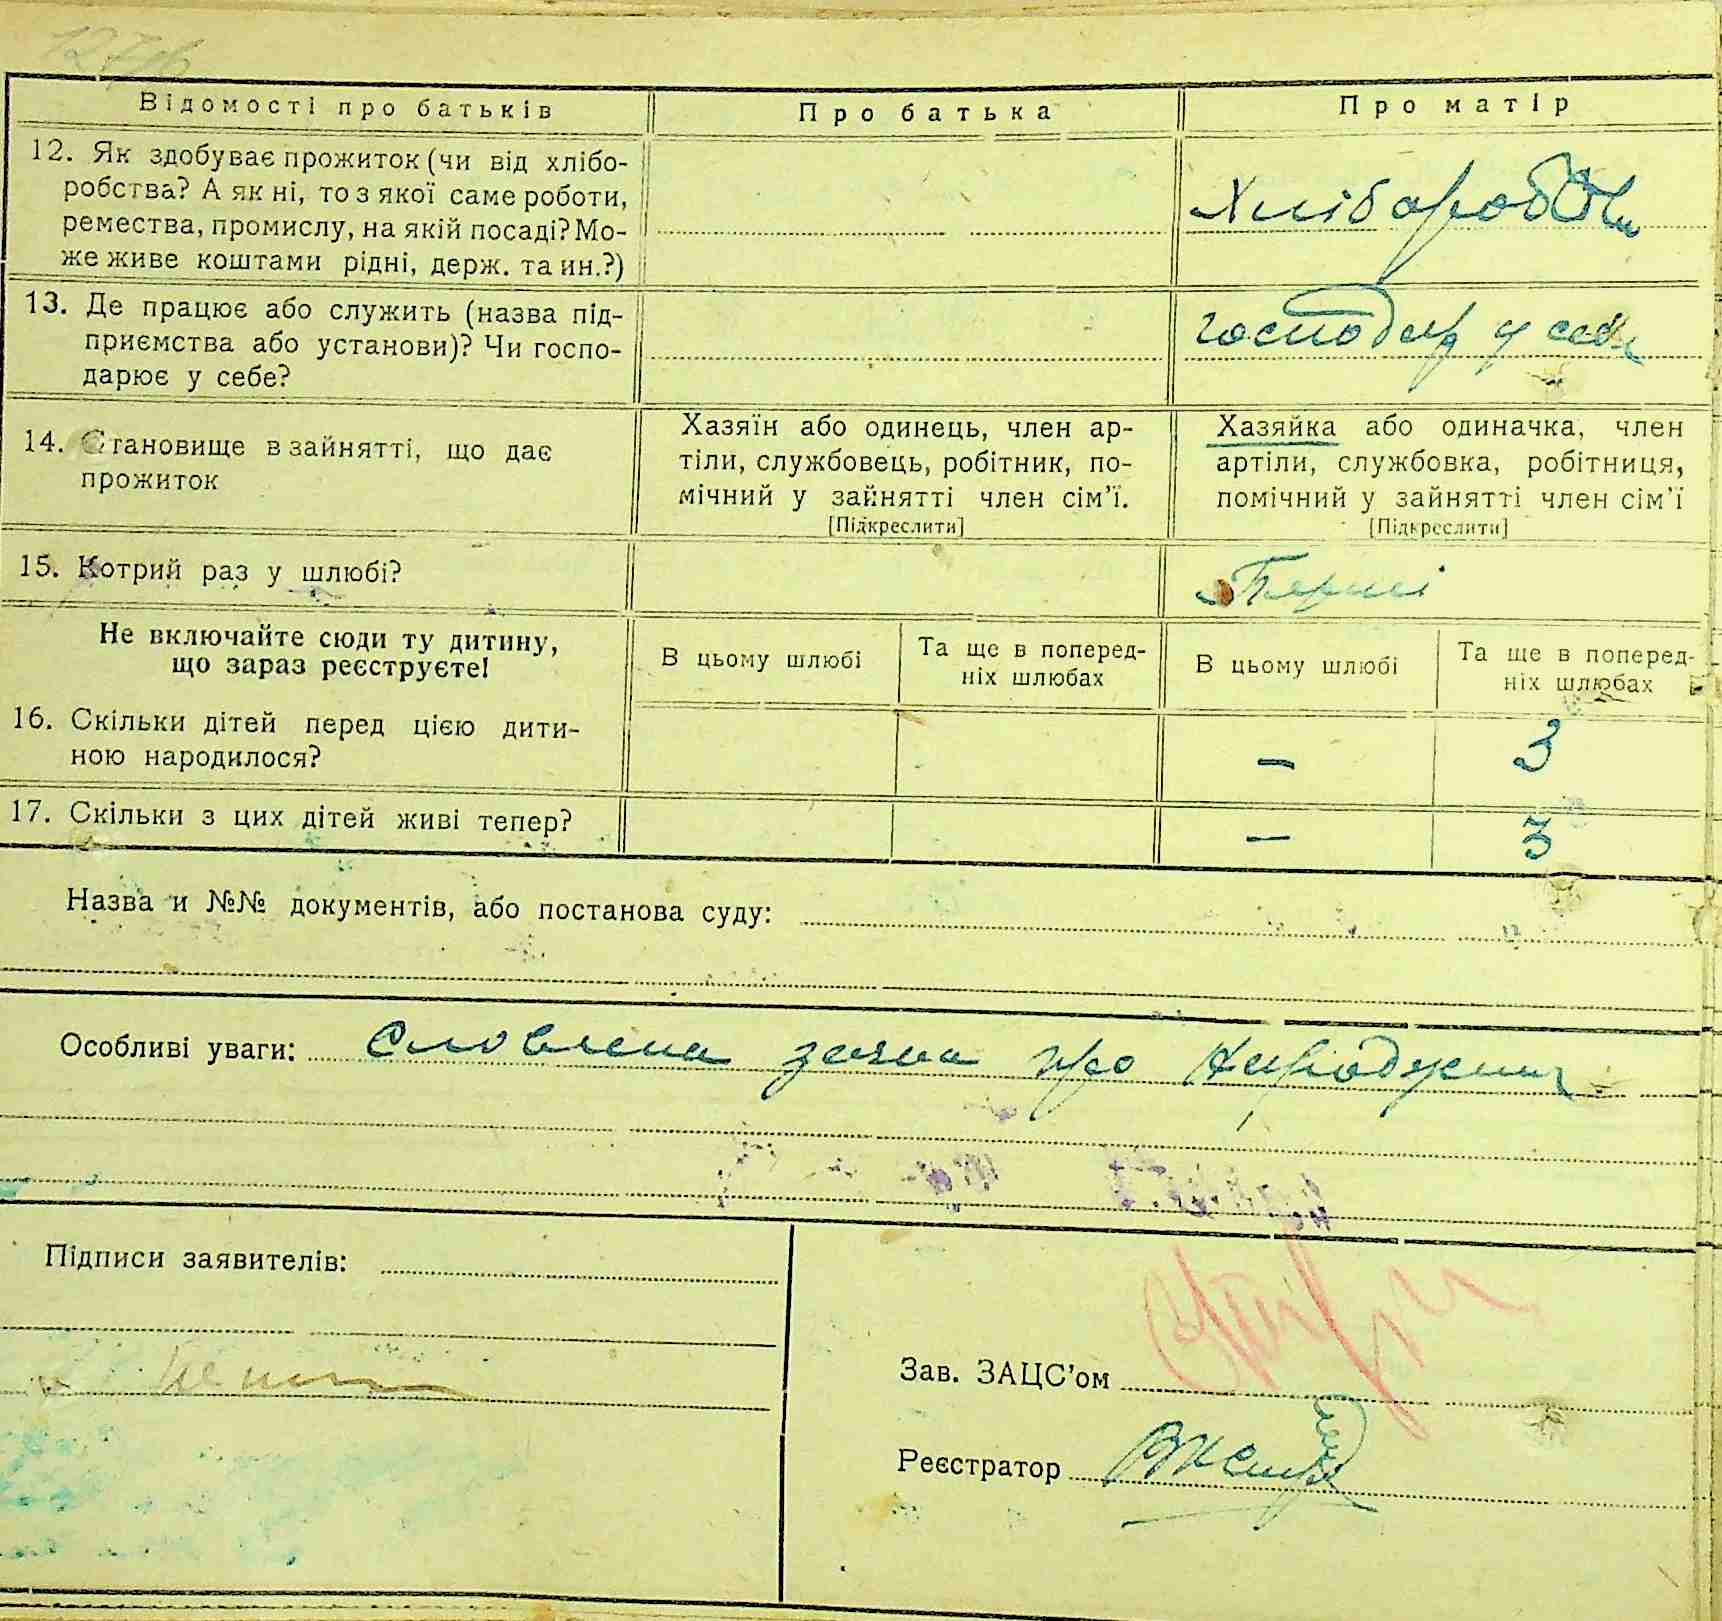 Відомості про батьків
Про батька
Про матір
12. Як здобуває прожиток (чи від хлібо-
робства? А як ні, то з якої саме роботи,
ремества, промислу, на якій посаді? Мо-
же живе коштами рідні, держ. та ин.?)
13. Де працює або служить (назва під-
приємства або установи)? Чи госпо-
дарює у себе?
господар у себе
14. Становище в зайнятті, що дає
прожиток
Хазяїн або одинець, член ар-
тіли, службовець, робітник, по-
мічний у зайнятті член сім’ї.
[Підкреслити]
Хазяйка або одиначка, член
артіли, службовка, робітниця,
помічний у зайнятті член сім’ї
[Підкреслити]
15. Котрий раз у шлюбі?
Не включайте сюди ту дитину,
що зараз реєструєте!
В цьому шлюбі
Та ще в поперед-
ніх шлюбах
В цьому шлюбі
Та ще в поперед-
ніх шлюбах
16. Скільки дітей перед цією дити-
ною народилося?
– 3
17. Скільки з цих дітей живі тепер?
– 3
Назва и №№ документів, або постанова суду:
Особливі уваги: про
Підписи заявителів:
Зав. ЗАЦС’ом
Реєстратор